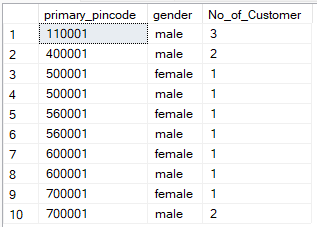 primary_pincode gender No_of_Customer
1 110001 male 3
2 400001 male 2
3 500001 female 1
4 500001 male 1
5 560001 female 1
6 560001 male 1
7 600001 female 1
8 600001 male 1
9 700001 female 1
10 700001 male 2